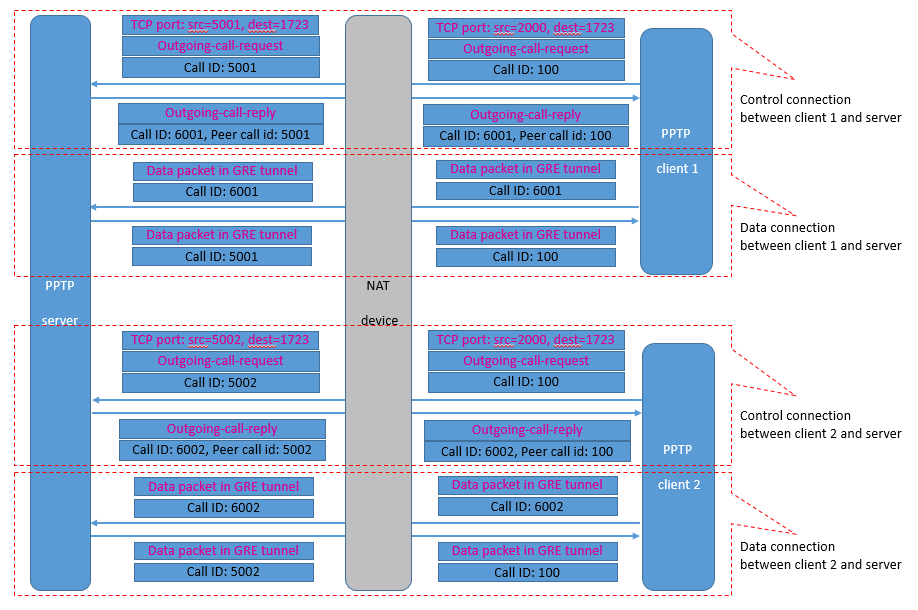 TCP port: src=5001, dest=1723
Outgoing-call-request
Call ID: 5001
TCP port: src=2000, dest=1723
Outgoing-call-request
Call ID: 100
Outgoing-call-reply
Call ID: 6001, Peer call id: 5001
Outgoing-call-reply
Call ID: 6001, Peer call id: 100
Control connection
between client 1 and server
PPTP
client 1
Data packet in GRE tunnel
Call ID: 6001
Data packet in GRE tunnel
Call ID: 6001
Data packet in GRE tunnel
Call ID: 5001
Data packet in GRE tunnel
Call ID: 100
Data connection
between client 1 and server
PPTP
server
NAT
device
TCP port: src=5002, dest=1723
Outgoing-call-request
Call ID: 5002
TCP port: src=2000, dest=1723
Outgoing-call-request
Call ID: 100
Outgoing-call-reply
Call ID: 6002, Peer call id: 5002
Outgoing-call-reply
Call ID: 6002, Peer call id: 100
Control connection
between client 2 and server
PPTP
client 2
Data packet in GRE tunnel
Call ID: 6002
Data packet in GRE tunnel
Call ID: 6002
Data packet in GRE tunnel
Call ID: 5002
Data packet in GRE tunnel
Call ID: 100
Data connection
between client 2 and server